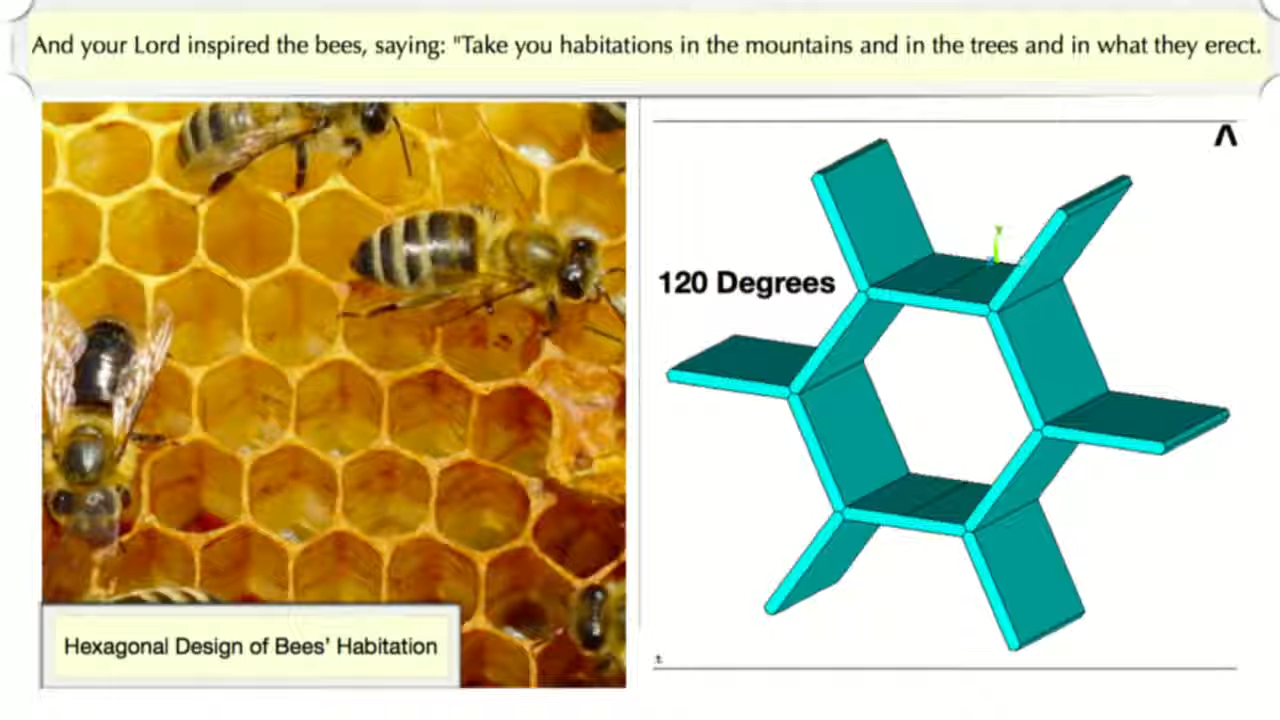 And your Lord inspired the bees, saying: "Take you habitations in the mountains and in the trees and in what they erect.
Λ
120 Degrees
Hexagonal Design of Bees’ Habitation
t